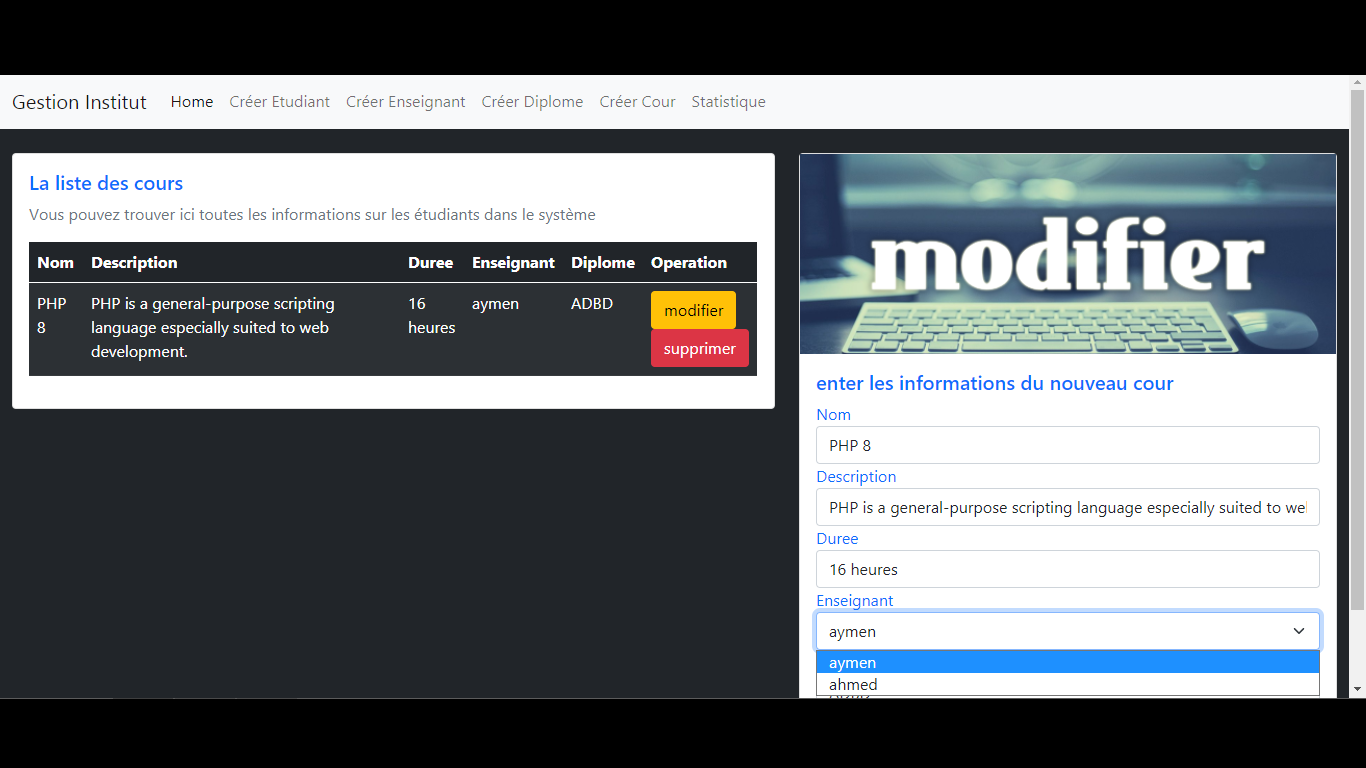 Gestion Institut Home Créer Etudiant Créer Enseignant Créer Diplome Créer Cour Statistique
La liste des cours
Vous pouvez trouver ici toutes les informations sur les étudiants dans le système
Nom Description Duree Enseignant Diplome Operation
PHP 8
PHP is a general-purpose scripting
language especially suited to web
development.
16 heures
aymen
ADBD
modifier
supprimer
modifier
enter les informations du nouveau cour
Nom
PHP 8
Description
PHP is a general-purpose scripting language especially suited to we
Duree
16 heures
Enseignant
aymen
aymen
ahmed